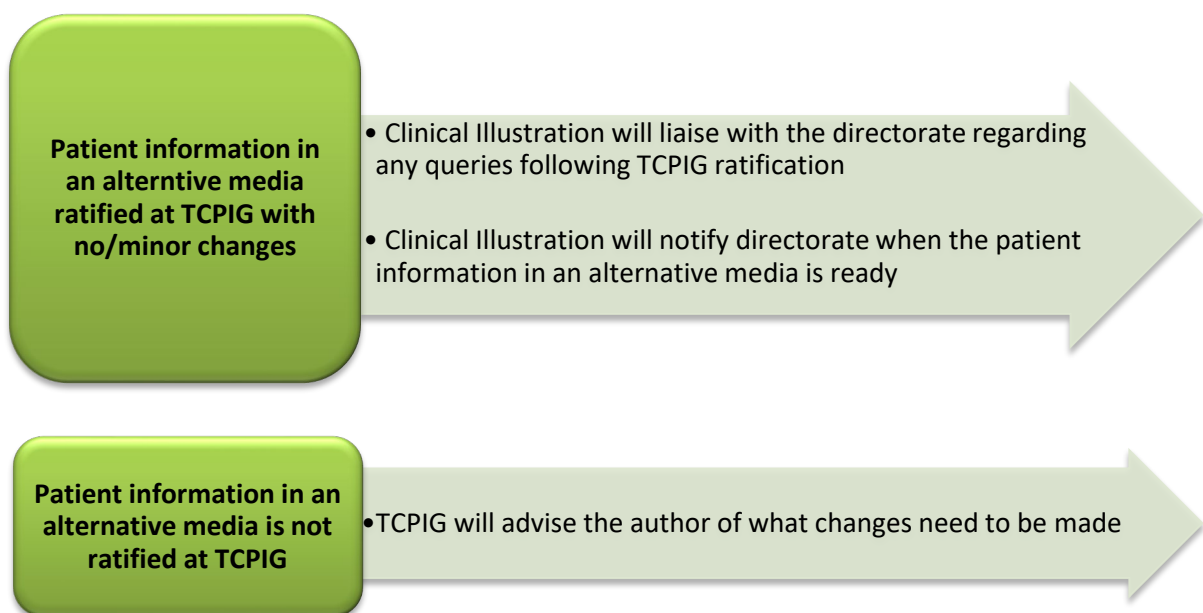 Patient information in
an alterntive media
ratified at TCPIG with
no/minor changes
• Clinical Illustration will liaise with the directorate regarding
any queries following TCPIG ratification
• Clinical Illustration will notify directorate when the patient
information in an alternative media is ready
Patient information in an
alternative media is not
ratified at TCPIG
•TCPIG will advise the author of what changes need to be made